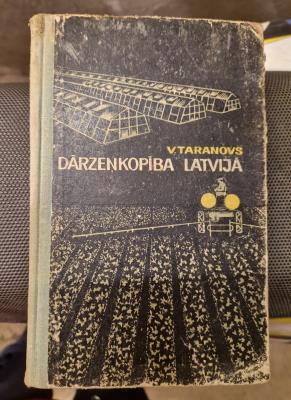 V. TARANOVS
DĀRZENKOPĪBA LATVIJĀ